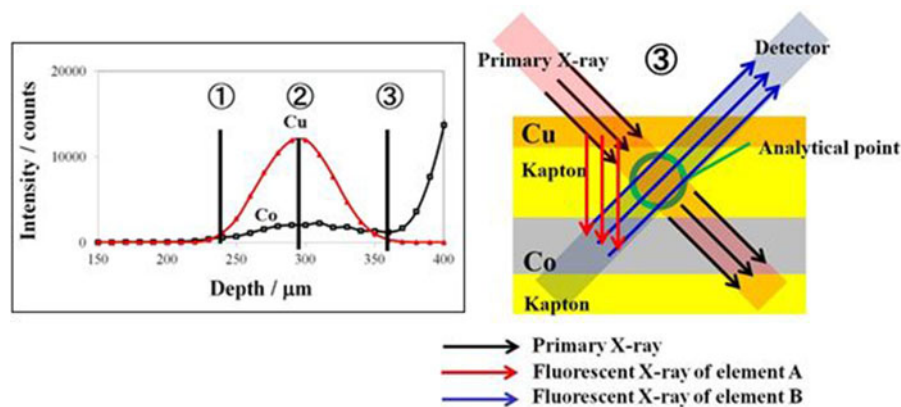 20000
10000
0
Intensity / counts
150
200
250
300
350
400
Depth / μm
①
②
③
Cu
Co
Primary X-ray
③
Detector
Cu
Kapton
Analytical point
Co
Kapton
Primary X-ray
Fluorescent X-ray of element A
Fluorescent X-ray of element B